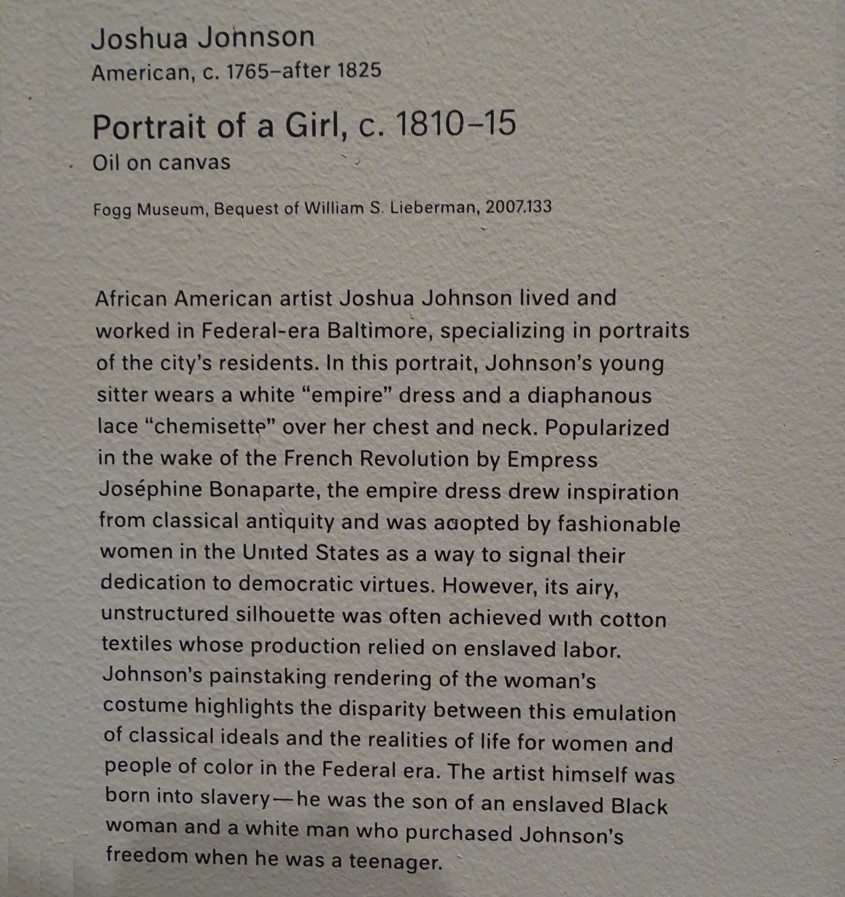 Joshua Johnson
American, c. 1765–after 1825
Portrait of a Girl, c. 1810–15
Oil on canvas
Fogg Museum, Bequest of William S. Lieberman, 2007.133
African American artist Joshua Johnson lived and
worked in Federal-era Baltimore, specializing in portraits
of the city's residents. In this portrait, Johnson's young
sitter wears a white “empire” dress and a diaphanous
lace “chemisette” over her chest and neck. Popularized
in the wake of the French Revolution by Empress
Joséphine Bonaparte, the empire dress drew inspiration
from classical antiquity and was adopted by fashionable
women in the United States as a way to signal their
dedication to democratic virtues. However, its airy,
unstructured silhouette was often achieved with cotton
textiles whose production relied on enslaved labor.
Johnson's painstaking rendering of the woman's
costume highlights the disparity between this emulation
of classical ideals and the realities of life for women and
people of color in the Federal era. The artist himself was
born into slavery—he was the son of an enslaved Black
woman and a white man who purchased Johnson's
freedom when he was a teenager.